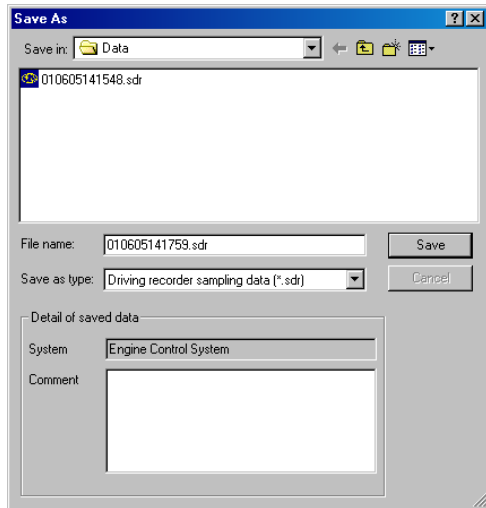 Save As
Save in: Data
010605141548.sdr
File name: 010605141759.sdr Save
Save as type: Driving recorder sampling data (*.sdr) Cancel
Detail of saved data
System Engine Control System
Comment